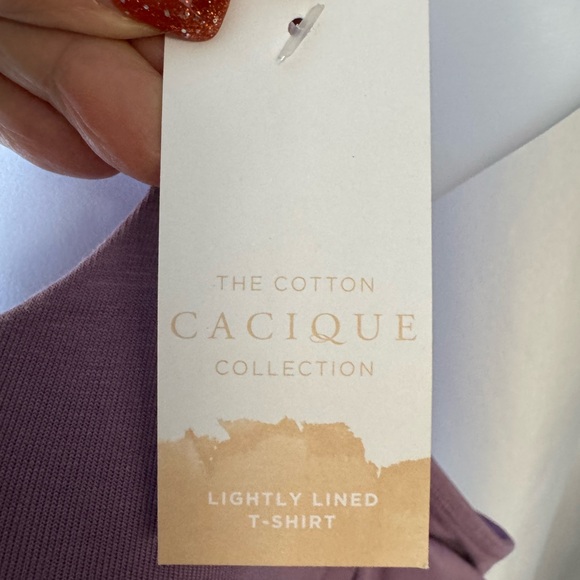 THE COTTON
CACIQUE
COLLECTION
LIGHTLY LINED
T-SHIRT